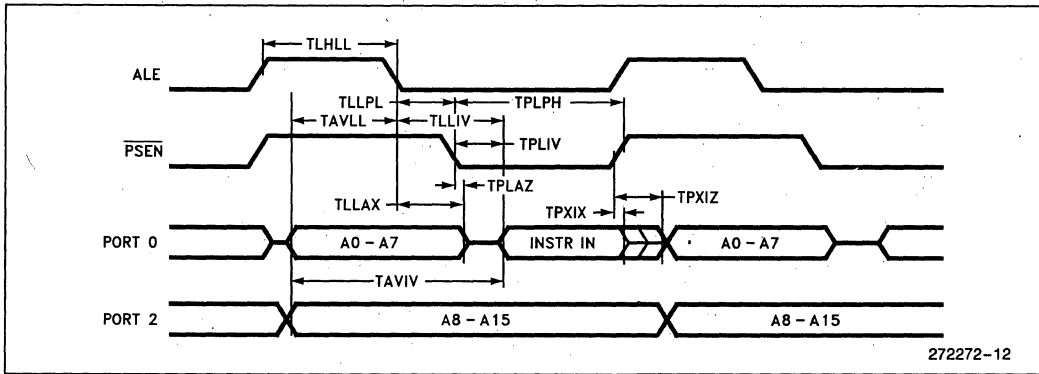 TLHLL
ALE
TLLPL
TPLPH
TAVLL
TLLIV
PSEN
TPLIV
TPLAZ
TLLAX
TPXIZ
TPXIX
PORT 0
A0 – A7
INSTR IN
A0 – A7
TAVIV
PORT 2
A8 – A15
A8 – A15
272272–12